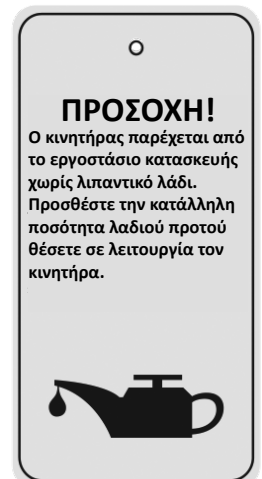 ΠΡΟΣΟΧΗ!
Ο κινητήρας παρέχεται από
το εργοστάσιο κατασκευής
χωρίς λιπαντικό λάδι.
Προσθέστε την κατάλληλη
ποσότητα λαδιού προτού
θέσετε σε λειτουργία τον
κινητήρα.